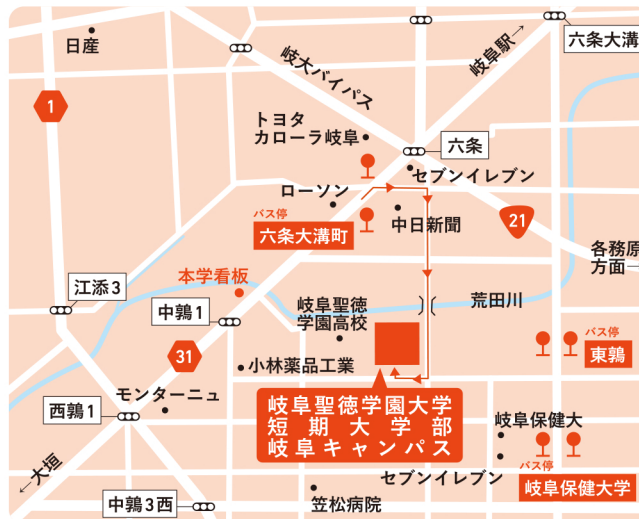 日産
六条大溝
岐阜駅→
岐大バイパス
1
トヨタ
カローラ岐阜
六条
セブンイレブン
ローソン
バス停
六条大溝町
中日新聞
21
各務原
方面
江添3
本学看板
中鶉1
岐阜聖徳
学園高校
荒田川
バス停
東鶉
31
小林薬品工業
モンターニュ
西鶉1
岐阜聖徳学園大学
短期大学部
岐阜キャンパス
岐阜保健大
←大垣
セブンイレブン
バス停
岐阜保健大学
中鶉3西
笠松病院